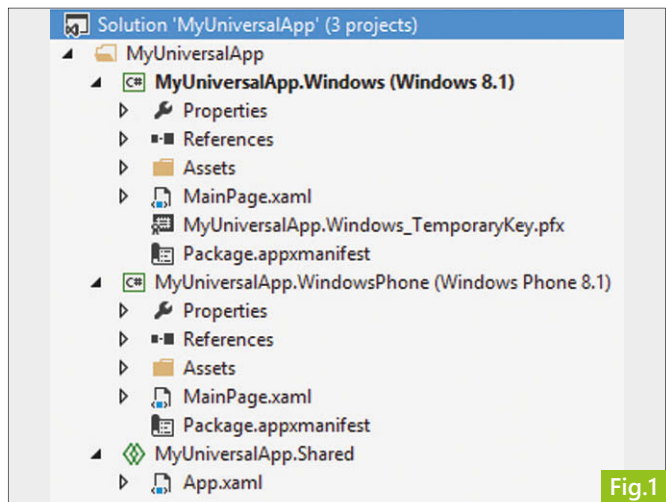 Solution 'MyUniversalApp' (3 projects)
MyUniversalApp
C# MyUniversalApp.Windows (Windows 8.1)
Properties
References
Assets
MainPage.xaml
MyUniversalApp.Windows_TemporaryKey.pfx
Package.appxmanifest
C# MyUniversalApp.WindowsPhone (Windows Phone 8.1)
Properties
References
Assets
MainPage.xaml
Package.appxmanifest
MyUniversalApp.Shared
App.xaml
Fig.1